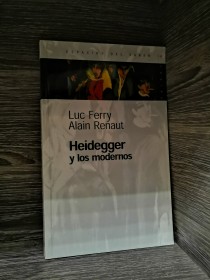 Luc Ferry
Alain Renaut
Heidegger
y los modernos